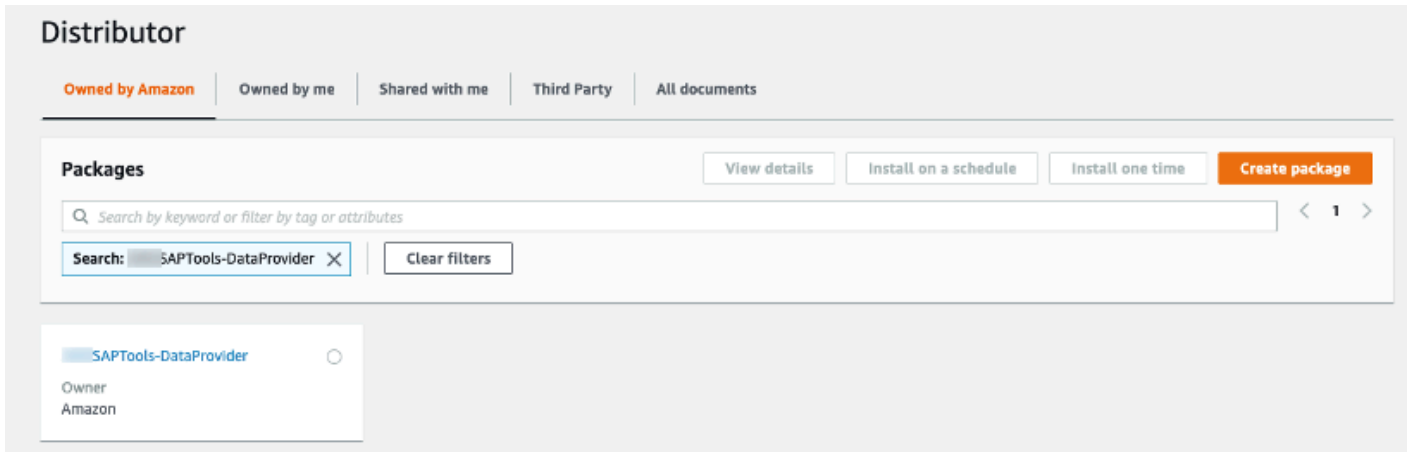 Distributor
Owned by Amazon Owned by me Shared with me Third Party All documents
Packages View details Install on a schedule Install one time Create package
Search by keyword or filter by tag or attributes 1
Search: SAPTools-DataProvider Clear filters
SAPTools-DataProvider
Owner
Amazon